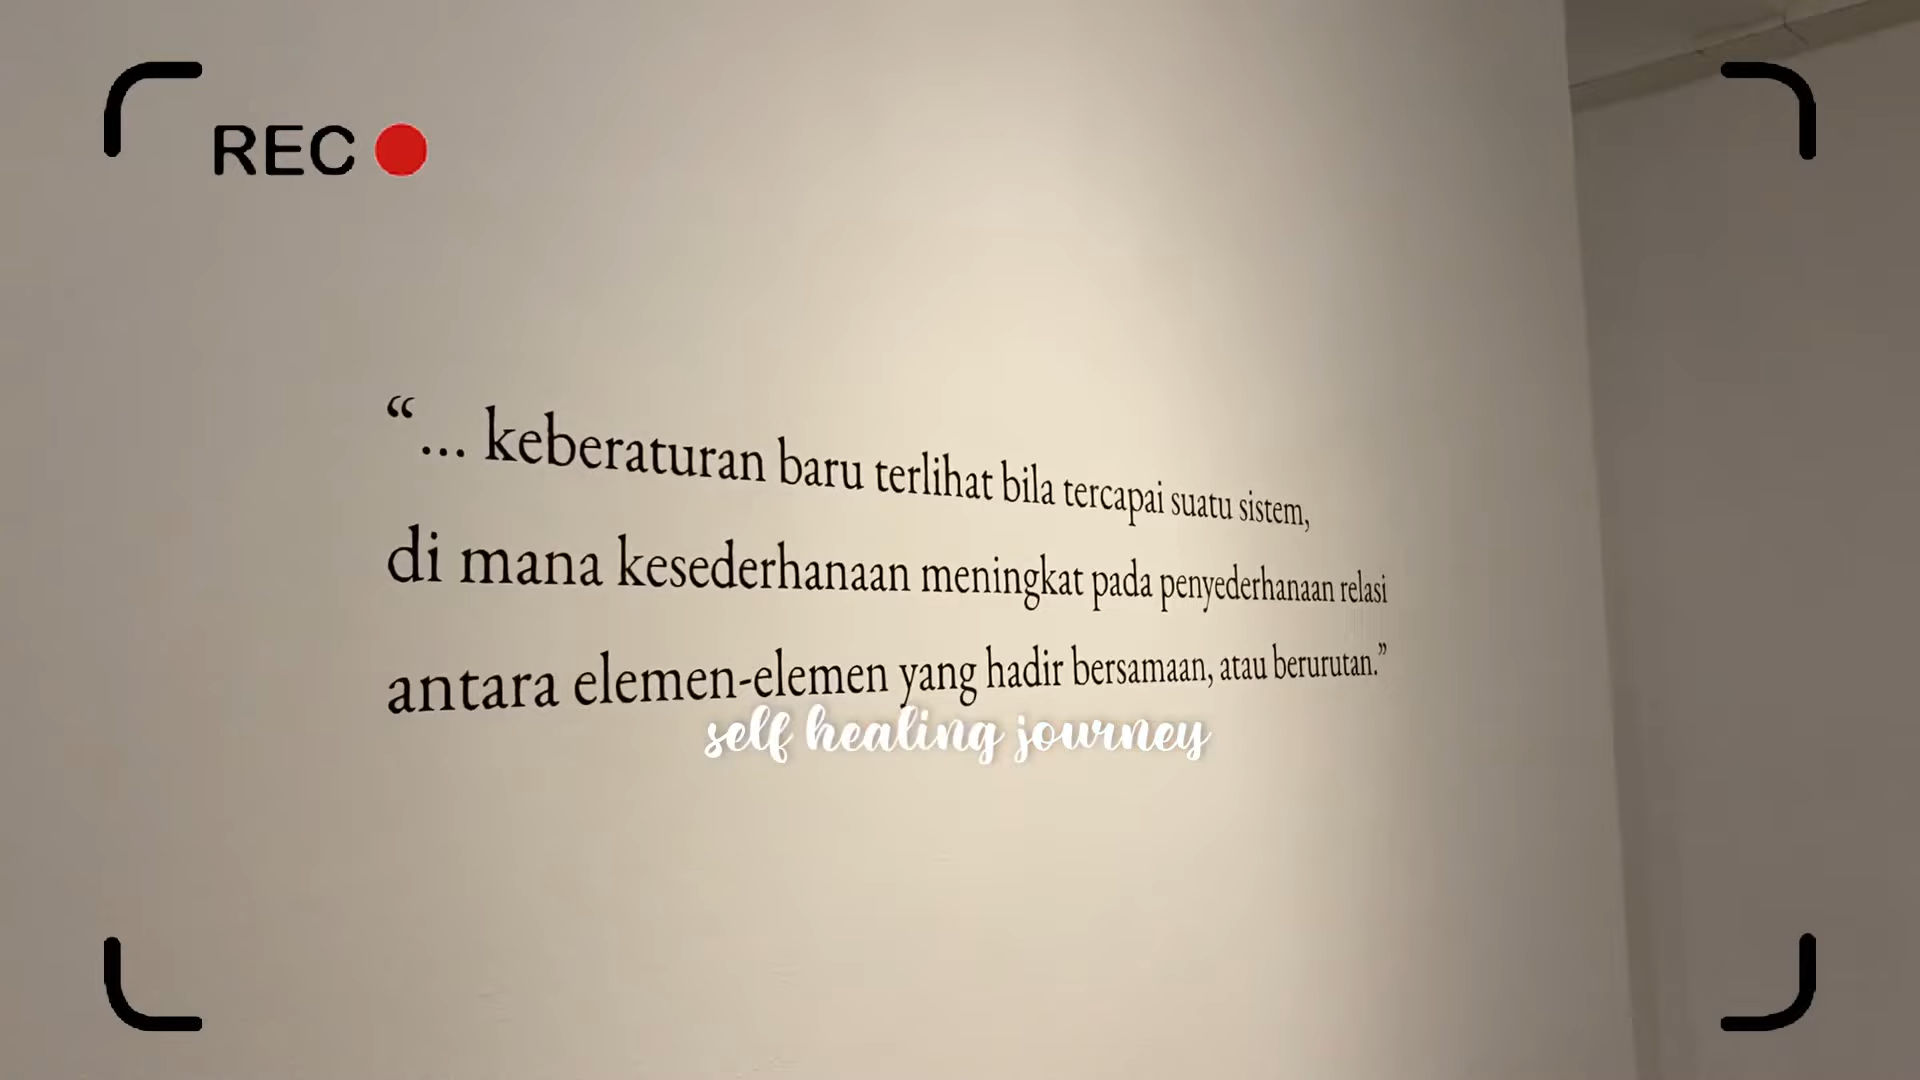 REC
“... keberaturan baru terlihat bila tercapai suatu sistem,
di mana kesederhanaan meningkat pada penyederhanaan relasi
antara elemen-elemen yang hadir bersamaan, atau berurutan.”
self healing journey